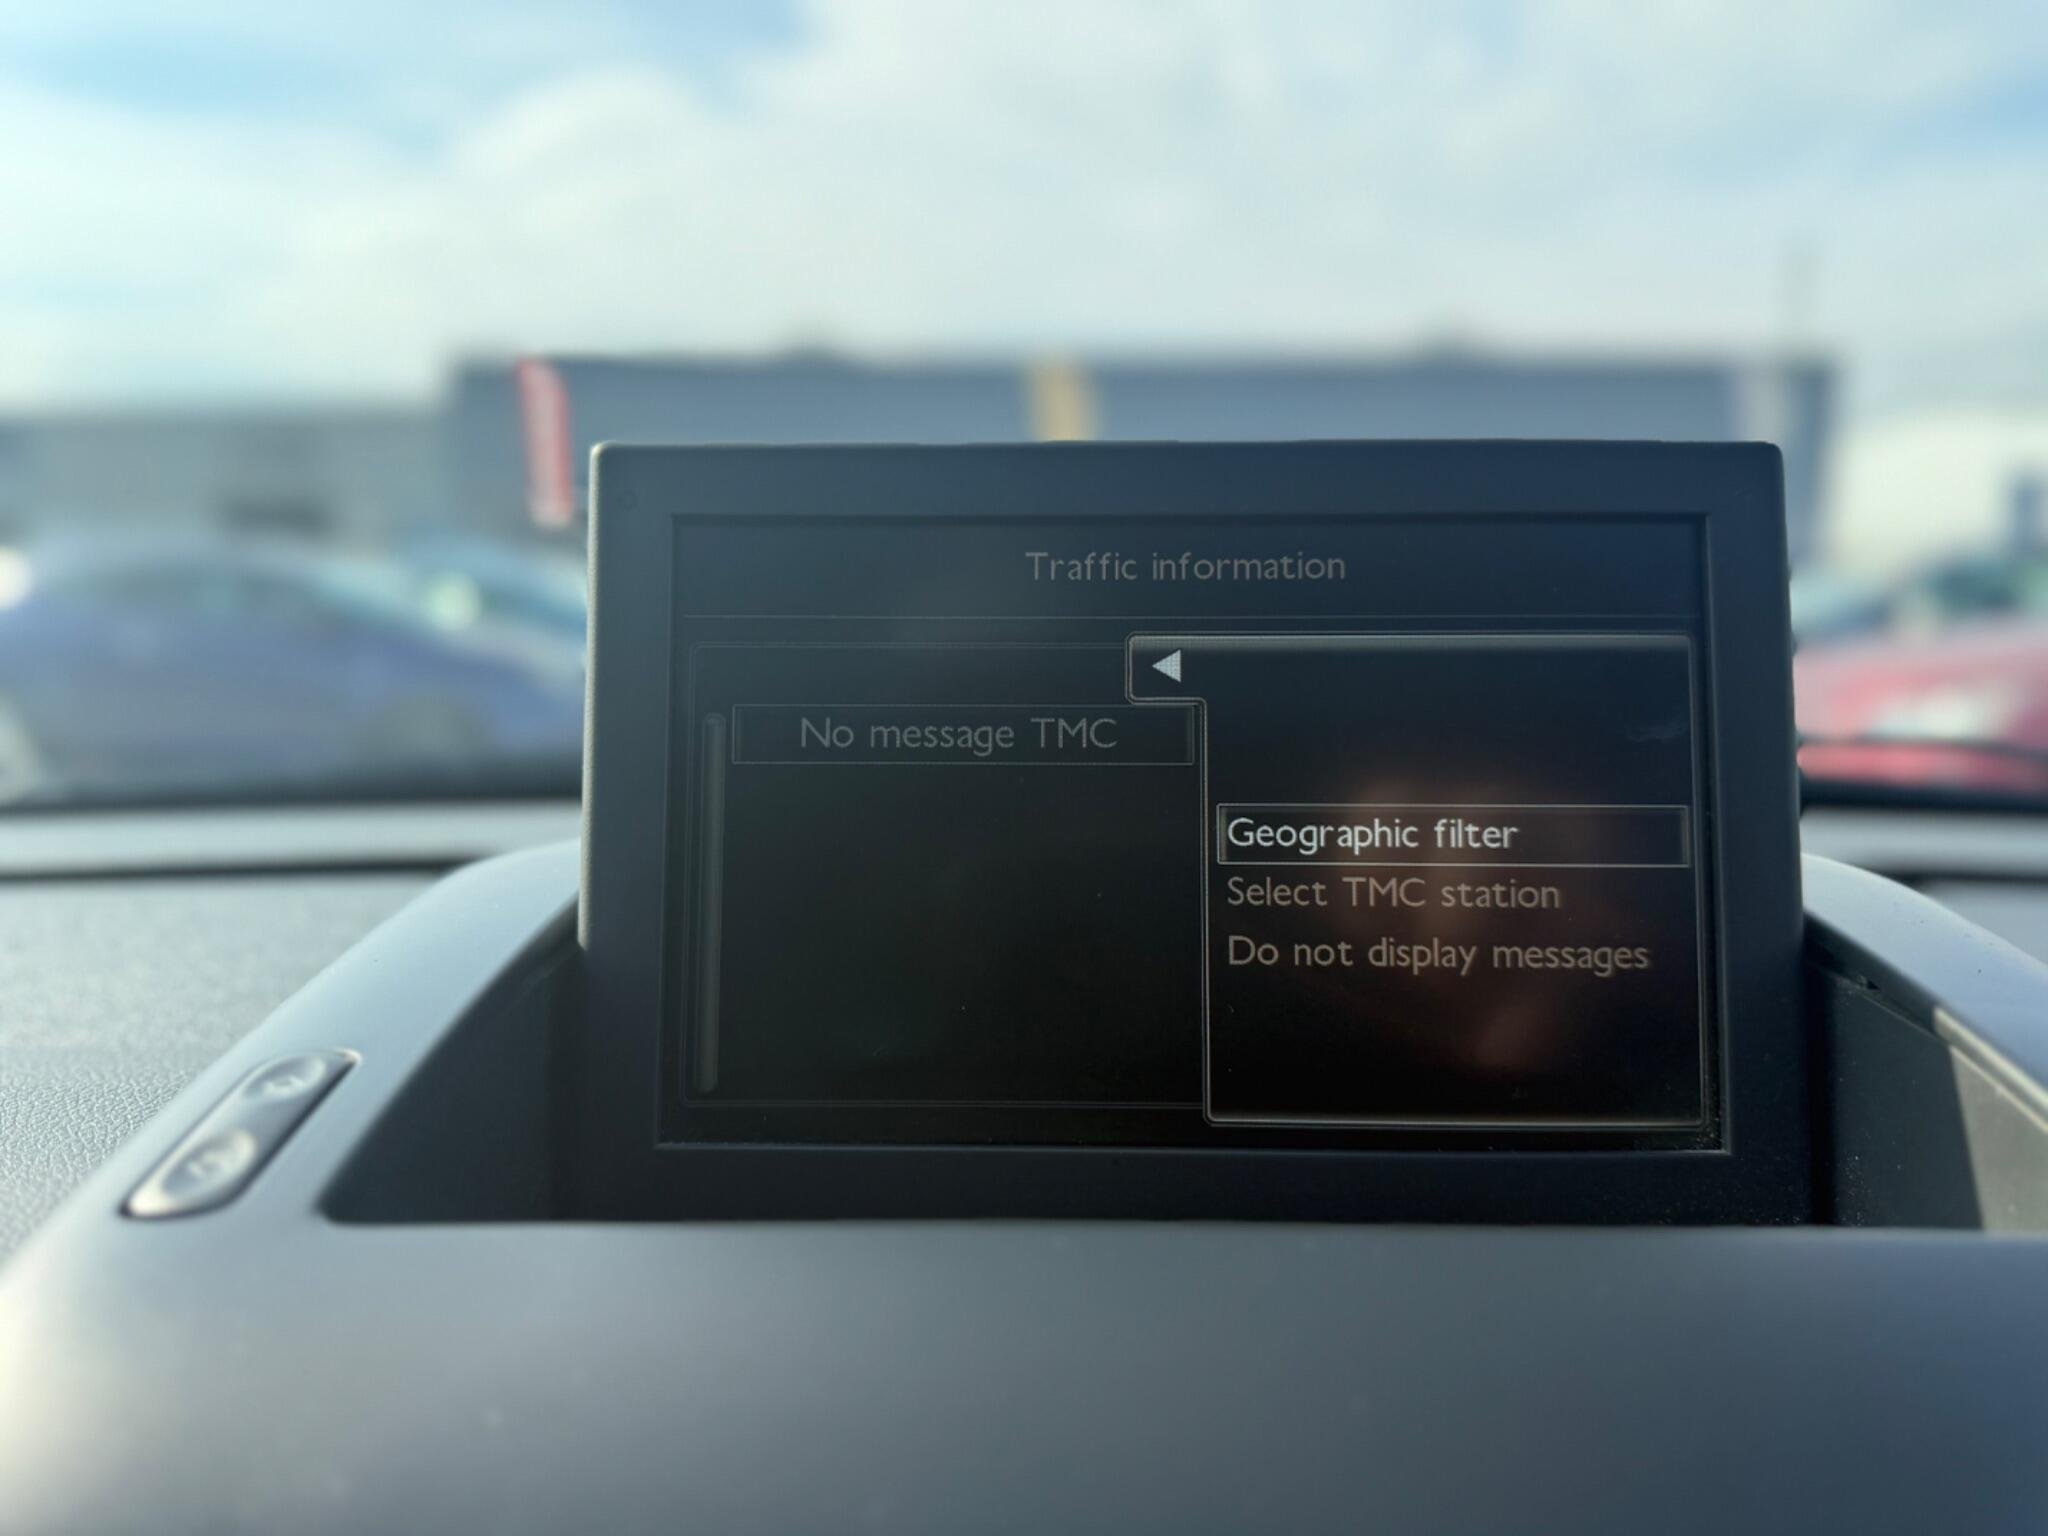 Traffic information
No message TMC
Geographic filter
Select TMC station
Do not display messages